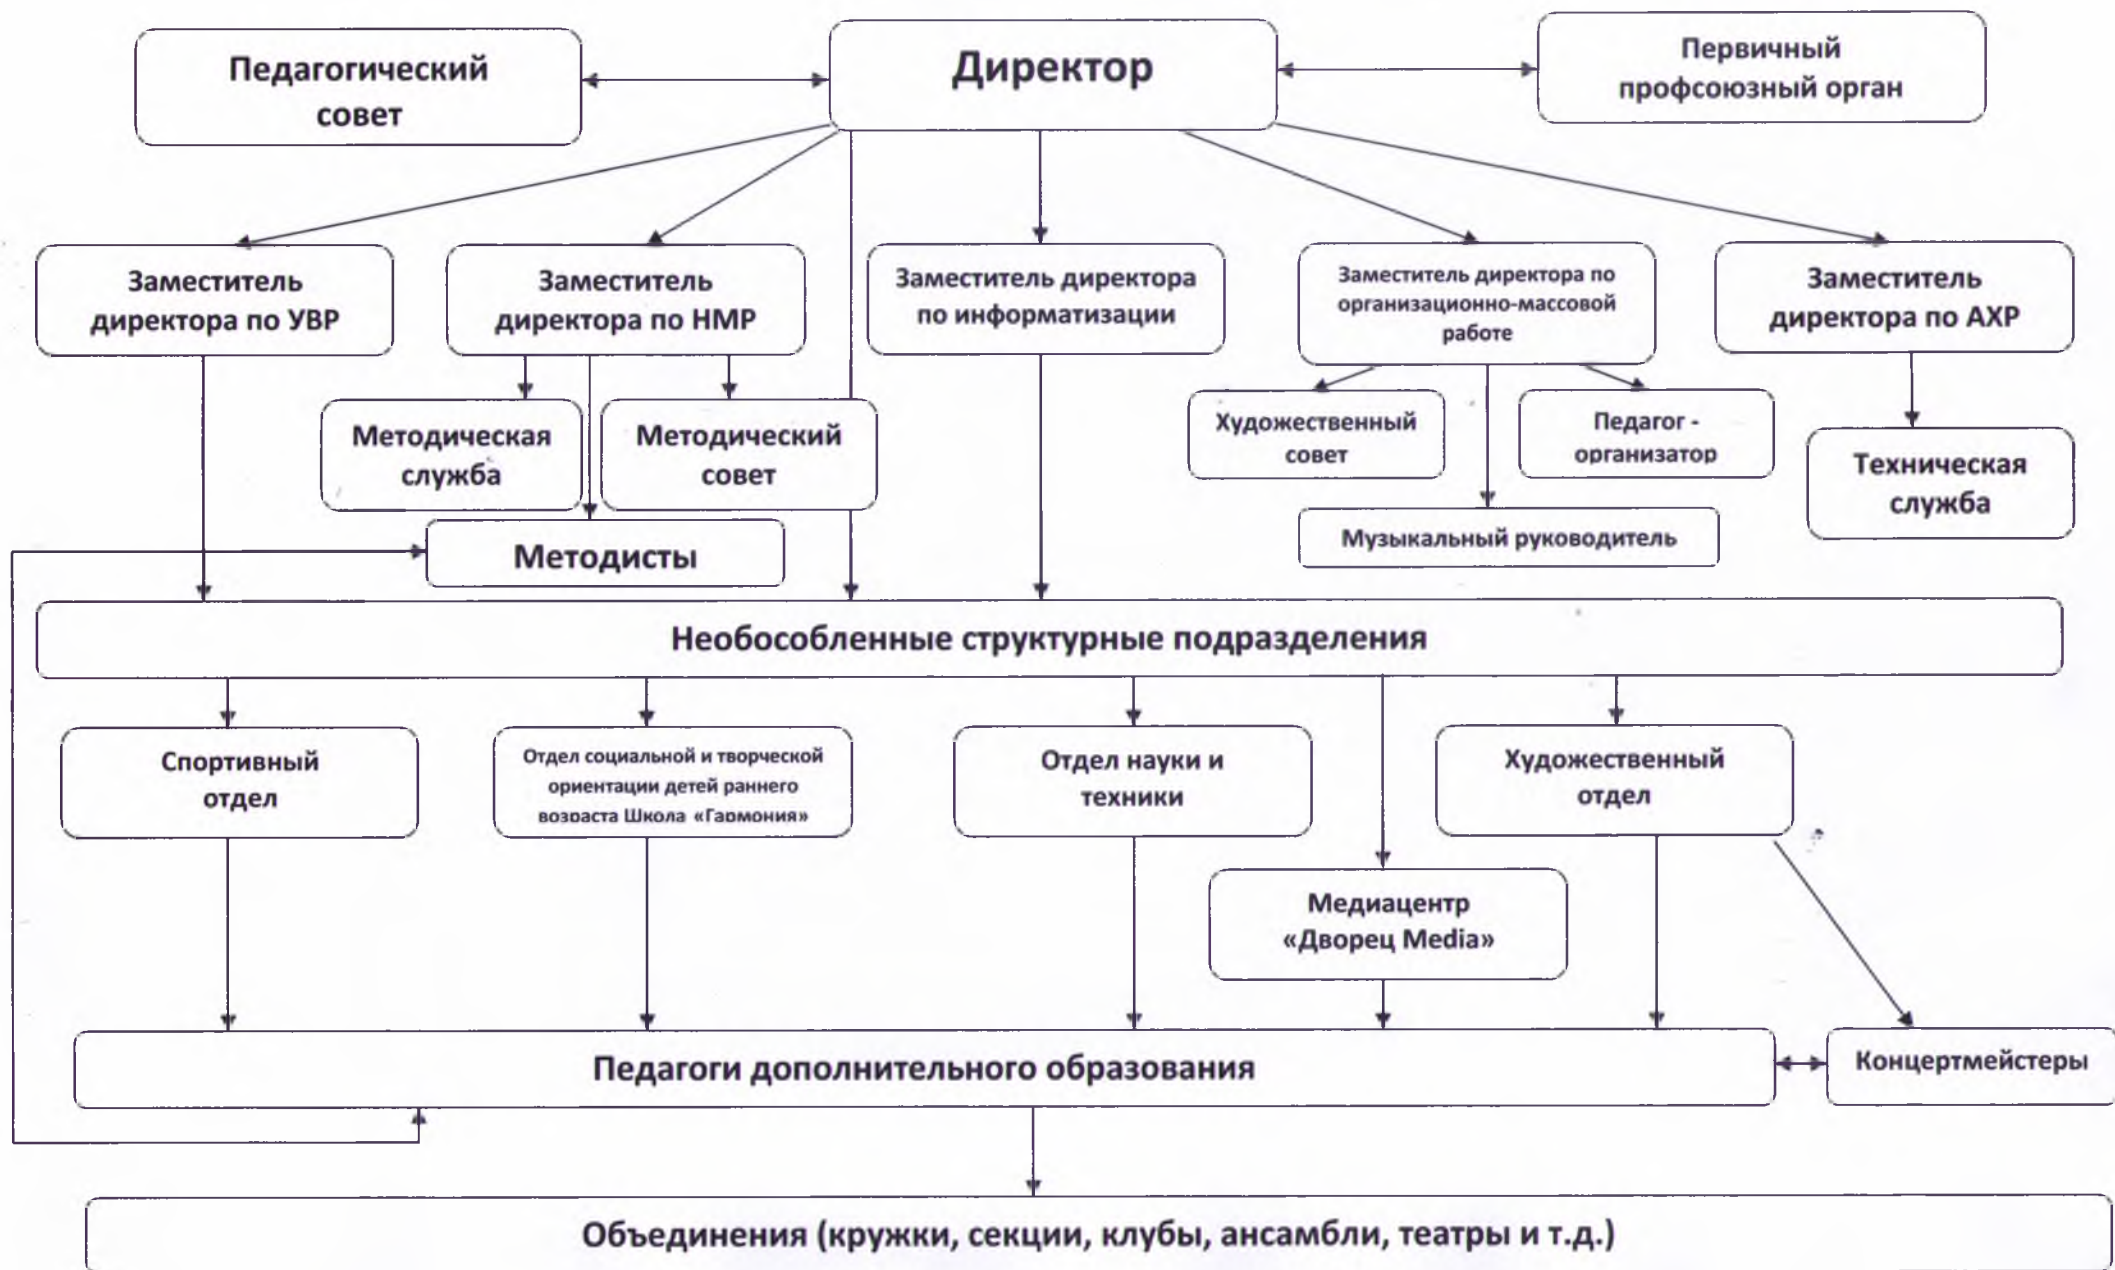 Педагогический
совет
Директор
Первичный
профсоюзный орган
Заместитель
директора по УВР
Заместитель
директора по НМР
Заместитель директора
по информатизации
Заместитель директора по
организационно-массовой
работе
Заместитель
директора по АХР
Методическая
служба
Методический
совет
Художественный
совет
Педагог -
организатор
Техническая
служба
Методисты
Музыкальный руководитель
Необособленные структурные подразделения
Спортивный
отдел
Отдел социальной и творческой
ориентации детей раннего
возраста Школа «Гармония»
Отдел науки и
техники
Художественный
отдел
Медиацентр
«Дворец Media»
Педагоги дополнительного образования
Концертмейстеры
Объединения (кружки, секции, клубы, ансамбли, театры и т.д.)